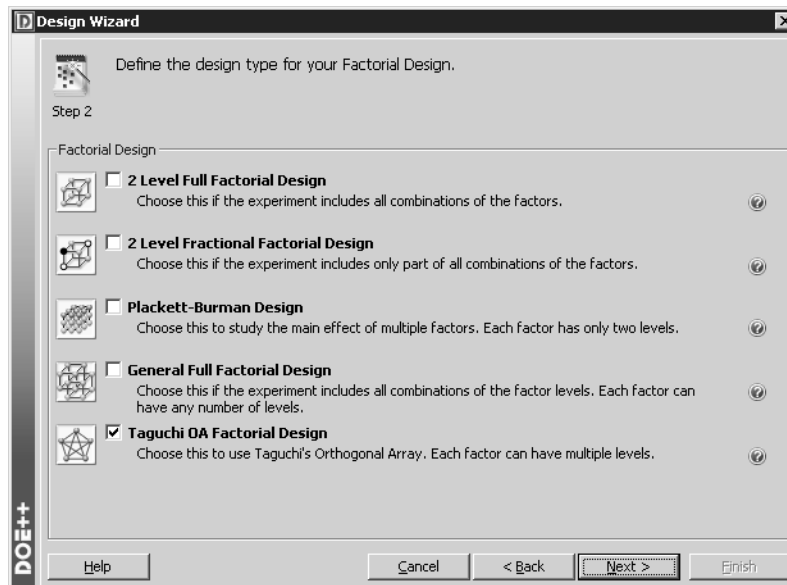 Design Wizard
Define the design type for your Factorial Design.
Step 2
Factorial Design
2 Level Full Factorial Design
Choose this if the experiment includes all combinations of the factors.
2 Level Fractional Factorial Design
Choose this if the experiment includes only part of all combinations of the factors.
Plackett-Burman Design
Choose this to study the main effect of multiple factors. Each factor has only two levels.
General Full Factorial Design
Choose this if the experiment includes all combinations of the factor levels. Each factor can
have any number of levels.
Taguchi OA Factorial Design
Choose this to use Taguchi's Orthogonal Array. Each factor can have multiple levels.
DOE++
Help
Cancel
< Back
Next >
Finish